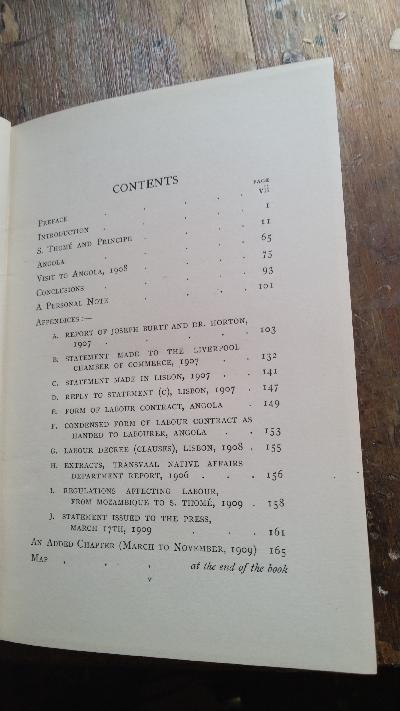 CONTENTS
PAGE
PREFACE . . . . . vii
INTRODUCTION . . . . . 1
S. THOMÉ AND PRINCIPE . . . . 11
ANGOLA . . . . . 65
VISIT TO ANGOLA, 1908 . . . . 75
CONCLUSIONS . . . . . 93
A PERSONAL NOTE . . . . 101
APPENDICES:—
A. REPORT OF JOSEPH BURTT AND DR. HORTON,
1907 . . . . . 103
B. STATEMENT MADE TO THE LIVERPOOL
CHAMBER OF COMMERCE, 1907 . . 132
C. STATEMENT MADE IN LISBON, 1907 . . 141
D. REPLY TO STATEMENT (C), LISBON, 1907 . 147
E. FORM OF LABOUR CONTRACT, ANGOLA . 149
F. CONDENSED FORM OF LABOUR CONTRACT AS
HANDED TO LABOURER, ANGOLA . . 153
G. LABOUR DECREE (CLAUSES), LISBON, 1908 . 155
H. EXTRACTS, TRANSVAAL NATIVE AFFAIRS
DEPARTMENT REPORT, 1906 . . . 156
I. REGULATIONS AFFECTING LABOUR,
FROM MOZAMBIQUE TO S. THOMÉ, 1909 . 158
J. STATEMENT ISSUED TO THE PRESS,
MARCH 17TH, 1909 . . . 161
AN ADDED CHAPTER (MARCH TO NOVEMBER, 1909) 165
MAP . . . at the end of the book
v